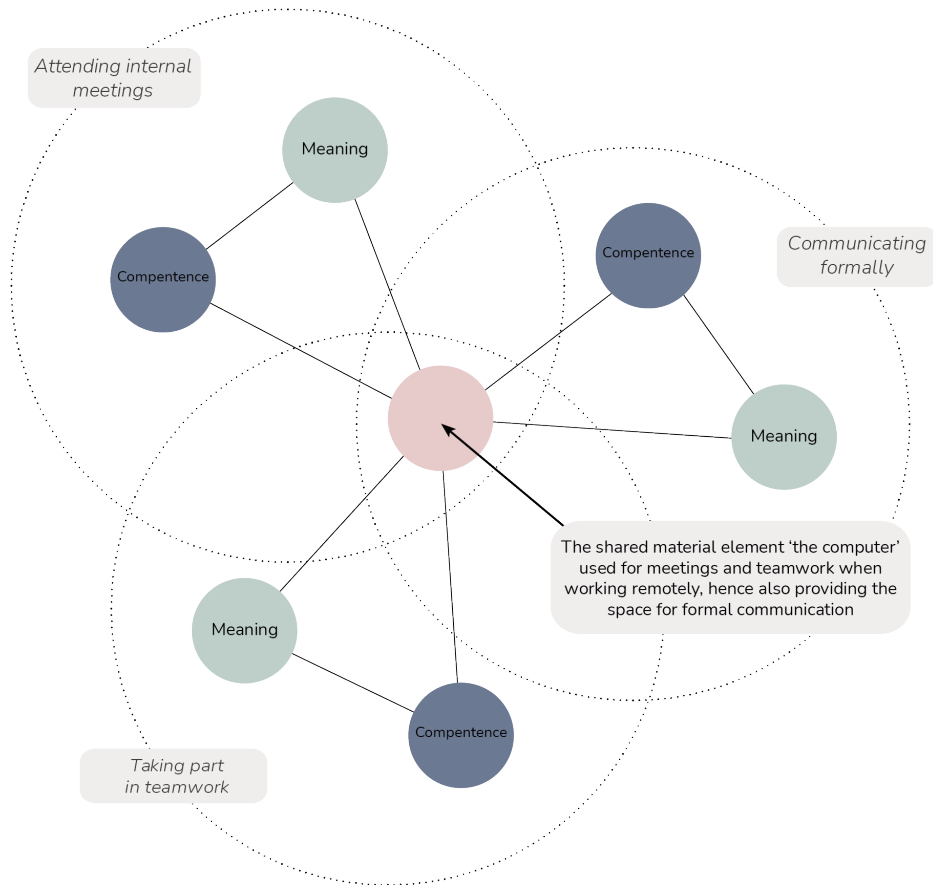 Attending internal
meetings
Meaning
Compentence
Compentence
Communicating
formally
Meaning
The shared material element ‘the computer’
used for meetings and teamwork when
working remotely, hence also providing the
space for formal communication
Meaning
Compentence
Taking part
in teamwork